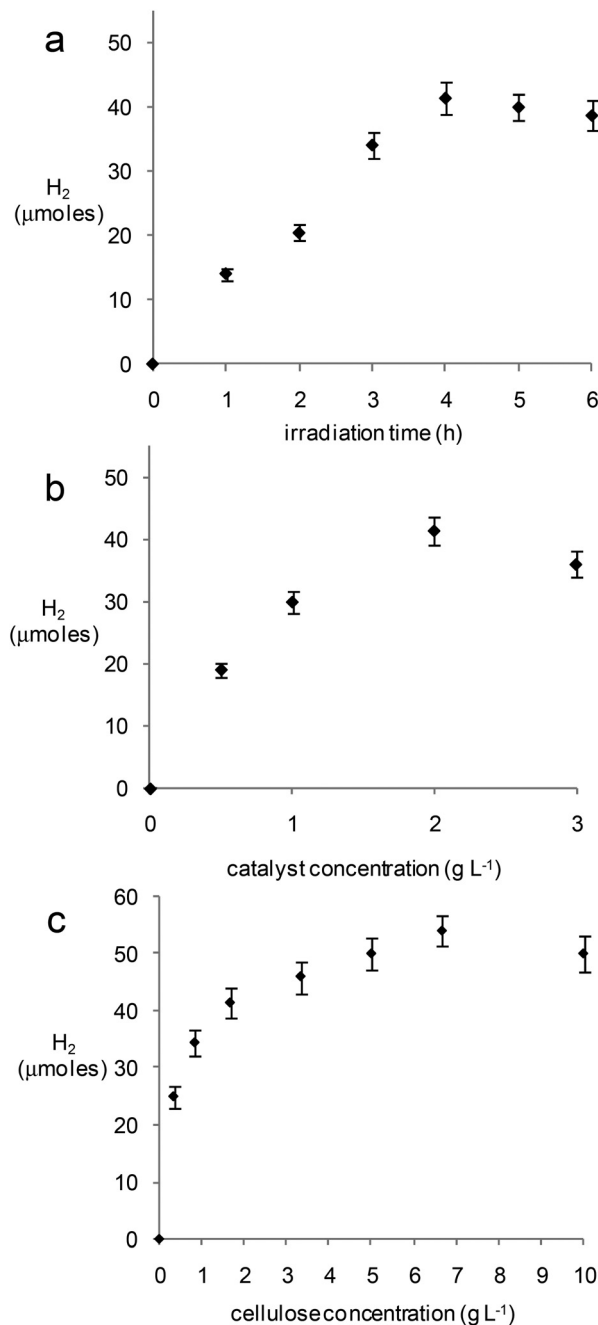 a
50
40
30
20
10
0
H₂
(μmoles)
0 1 2 3 4 5 6
irradiation time (h)
b
50
40
30
20
10
0
H₂
(μmoles)
0 1 2 3
catalyst concentration (g L⁻¹)
c
60
50
40
30
20
10
0
H₂
(μmoles)
0 1 2 3 4 5 6 7 8 9 10
cellulose concentration (g L⁻¹)